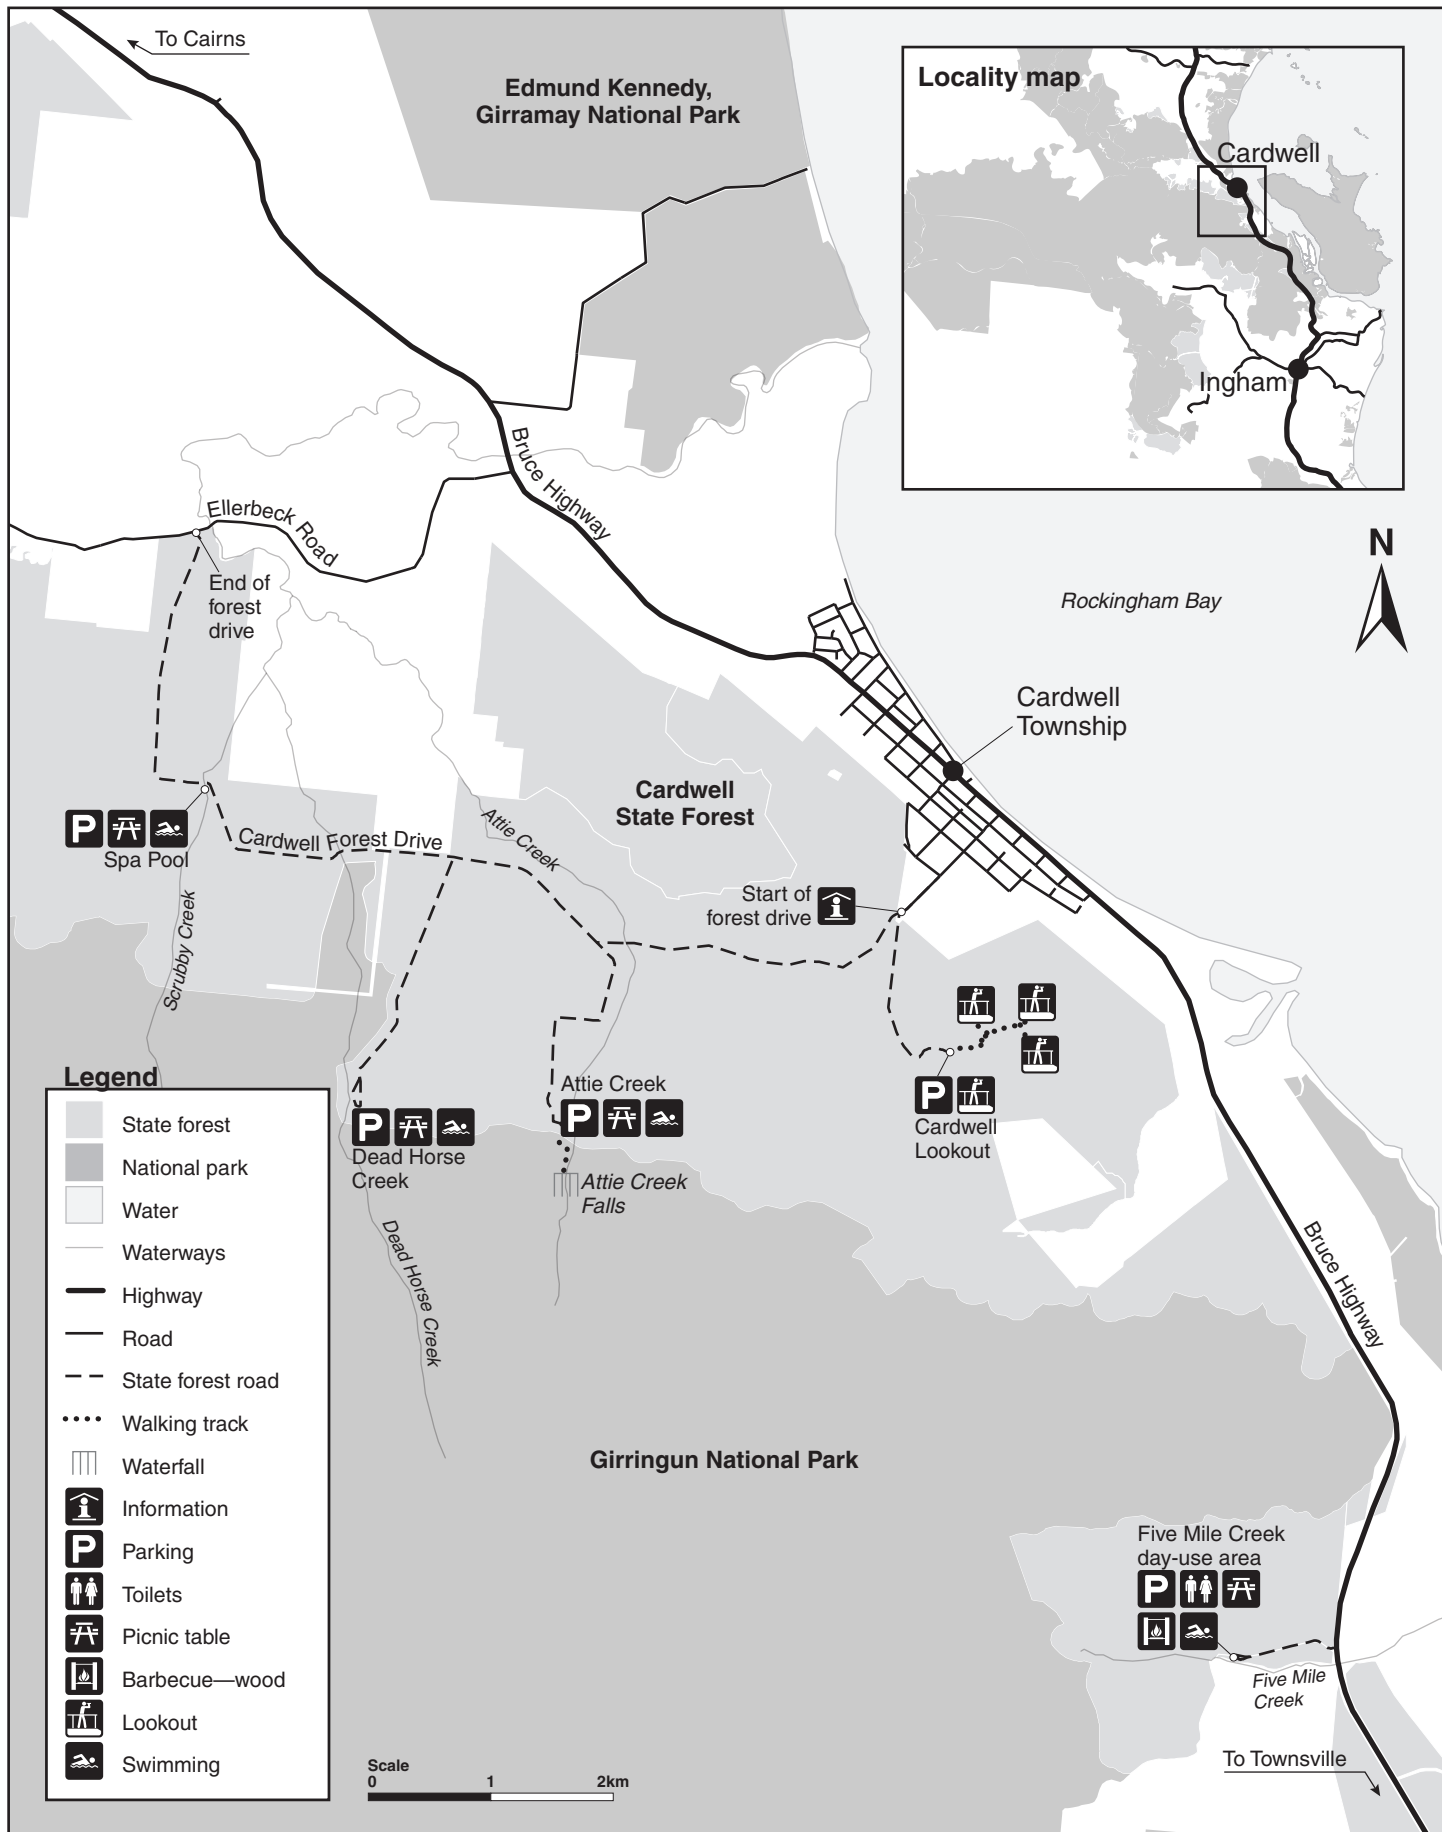 To Cairns
Edmund Kennedy,
Girramay National Park
Locality map
Cardwell
Ingham
Bruce Highway
Ellerbeck Road
End of
forest
drive
N
Rockingham Bay
Cardwell
Township
Cardwell
State Forest
P
Spa Pool
Cardwell Forest Drive
Attie Creek
Scrubby Creek
Start of
forest drive
P
Cardwell
Lookout
Attie Creek
P
P
Dead Horse
Creek
Attie Creek
Falls
Dead Horse Creek
Bruce Highway
Girringun National Park
Five Mile Creek
day-use area
P
Five Mile
Creek
To Townsville
Legend
State forest
National park
Water
Waterways
Highway
Road
State forest road
Walking track
Waterfall
Information
P Parking
Toilets
Picnic table
Barbecue—wood
Lookout
Swimming
Scale
0 1 2km